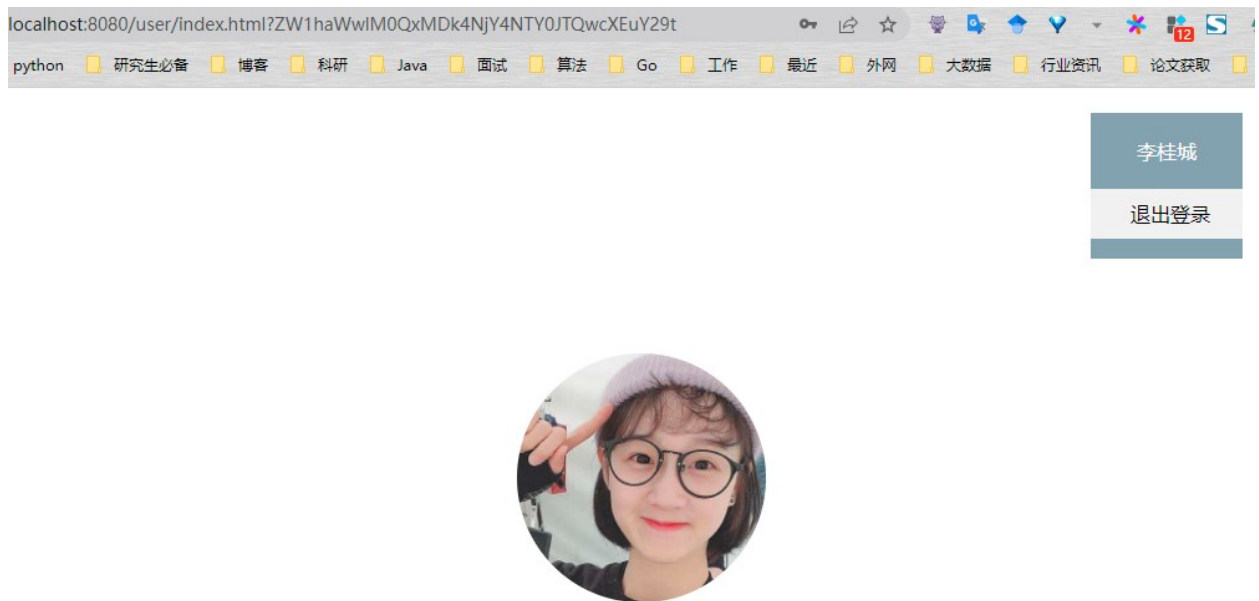 localhost:8080/user/index.html?ZW1haWwlM0QxMDk4NjY4NTY0JTQwcXEuY29t
12
S
python 研究生必备 博客 科研 Java 面试 算法 Go 工作 最近 外网 大数据 行业资讯 论文获取
李桂城
退出登录